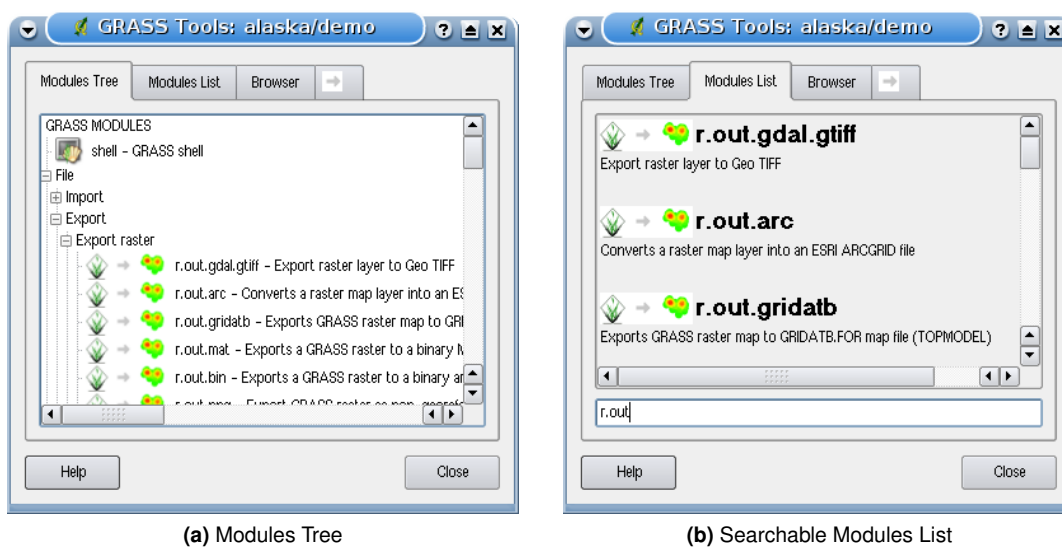 GRASS Tools: alaska/demo
Modules Tree
Modules List
Browser
GRASS MODULES
shell - GRASS shell
File
Import
Export
Export raster
r.out.gdal.gtiff - Export raster layer to Geo TIFF
r.out.arc - Converts a raster map layer into an ES
r.out.gridatb - Exports GRASS raster map to GRI
r.out.mat - Exports a GRASS raster to a binary M
r.out.bin - Exports a GRASS raster to a binary ar
Help
Close
(a) Modules Tree
GRASS Tools: alaska/demo
Modules Tree
Modules List
Browser
r.out.gdal.gtiff
Export raster layer to Geo TIFF
r.out.arc
Converts a raster map layer into an ESRI ARCGRID file
r.out.gridatb
Exports GRASS raster map to GRIDATB.FOR map file (TOPMODEL)
r.out
Help
Close
(b) Searchable Modules List